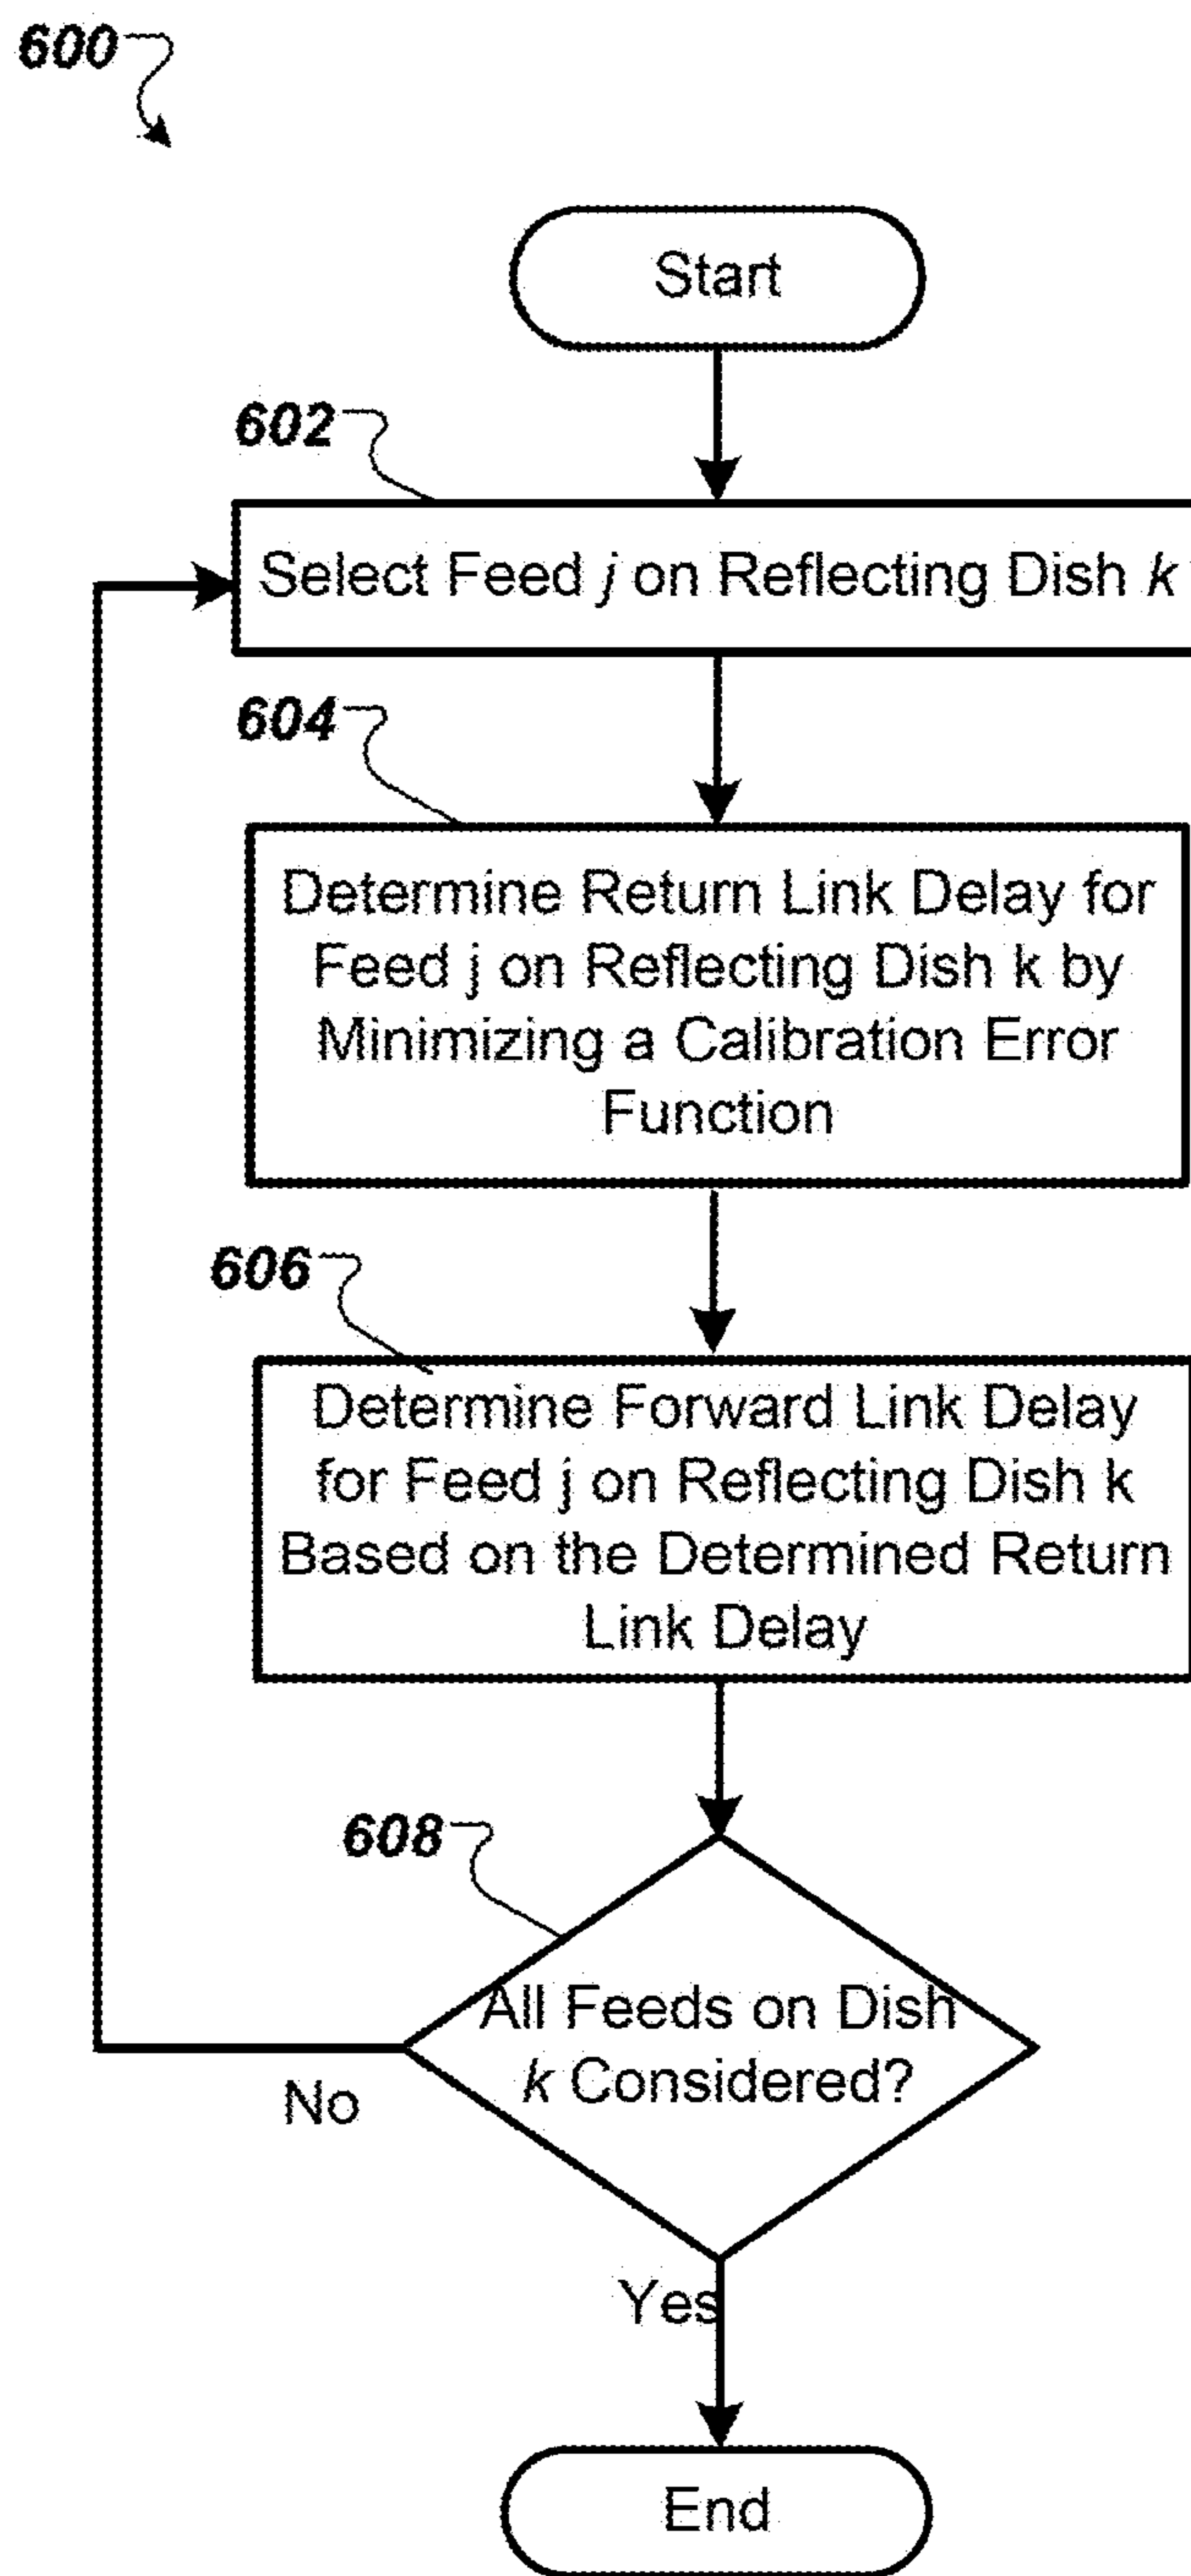 600
Start
602
Select Feed j on Reflecting Dish k
604
Determine Return Link Delay for
Feed j on Reflecting Dish k by
Minimizing a Calibration Error
Function
606
Determine Forward Link Delay
for Feed j on Reflecting Dish k
Based on the Determined Return
Link Delay
608
All Feeds on Dish
k Considered?
No
Yes
End